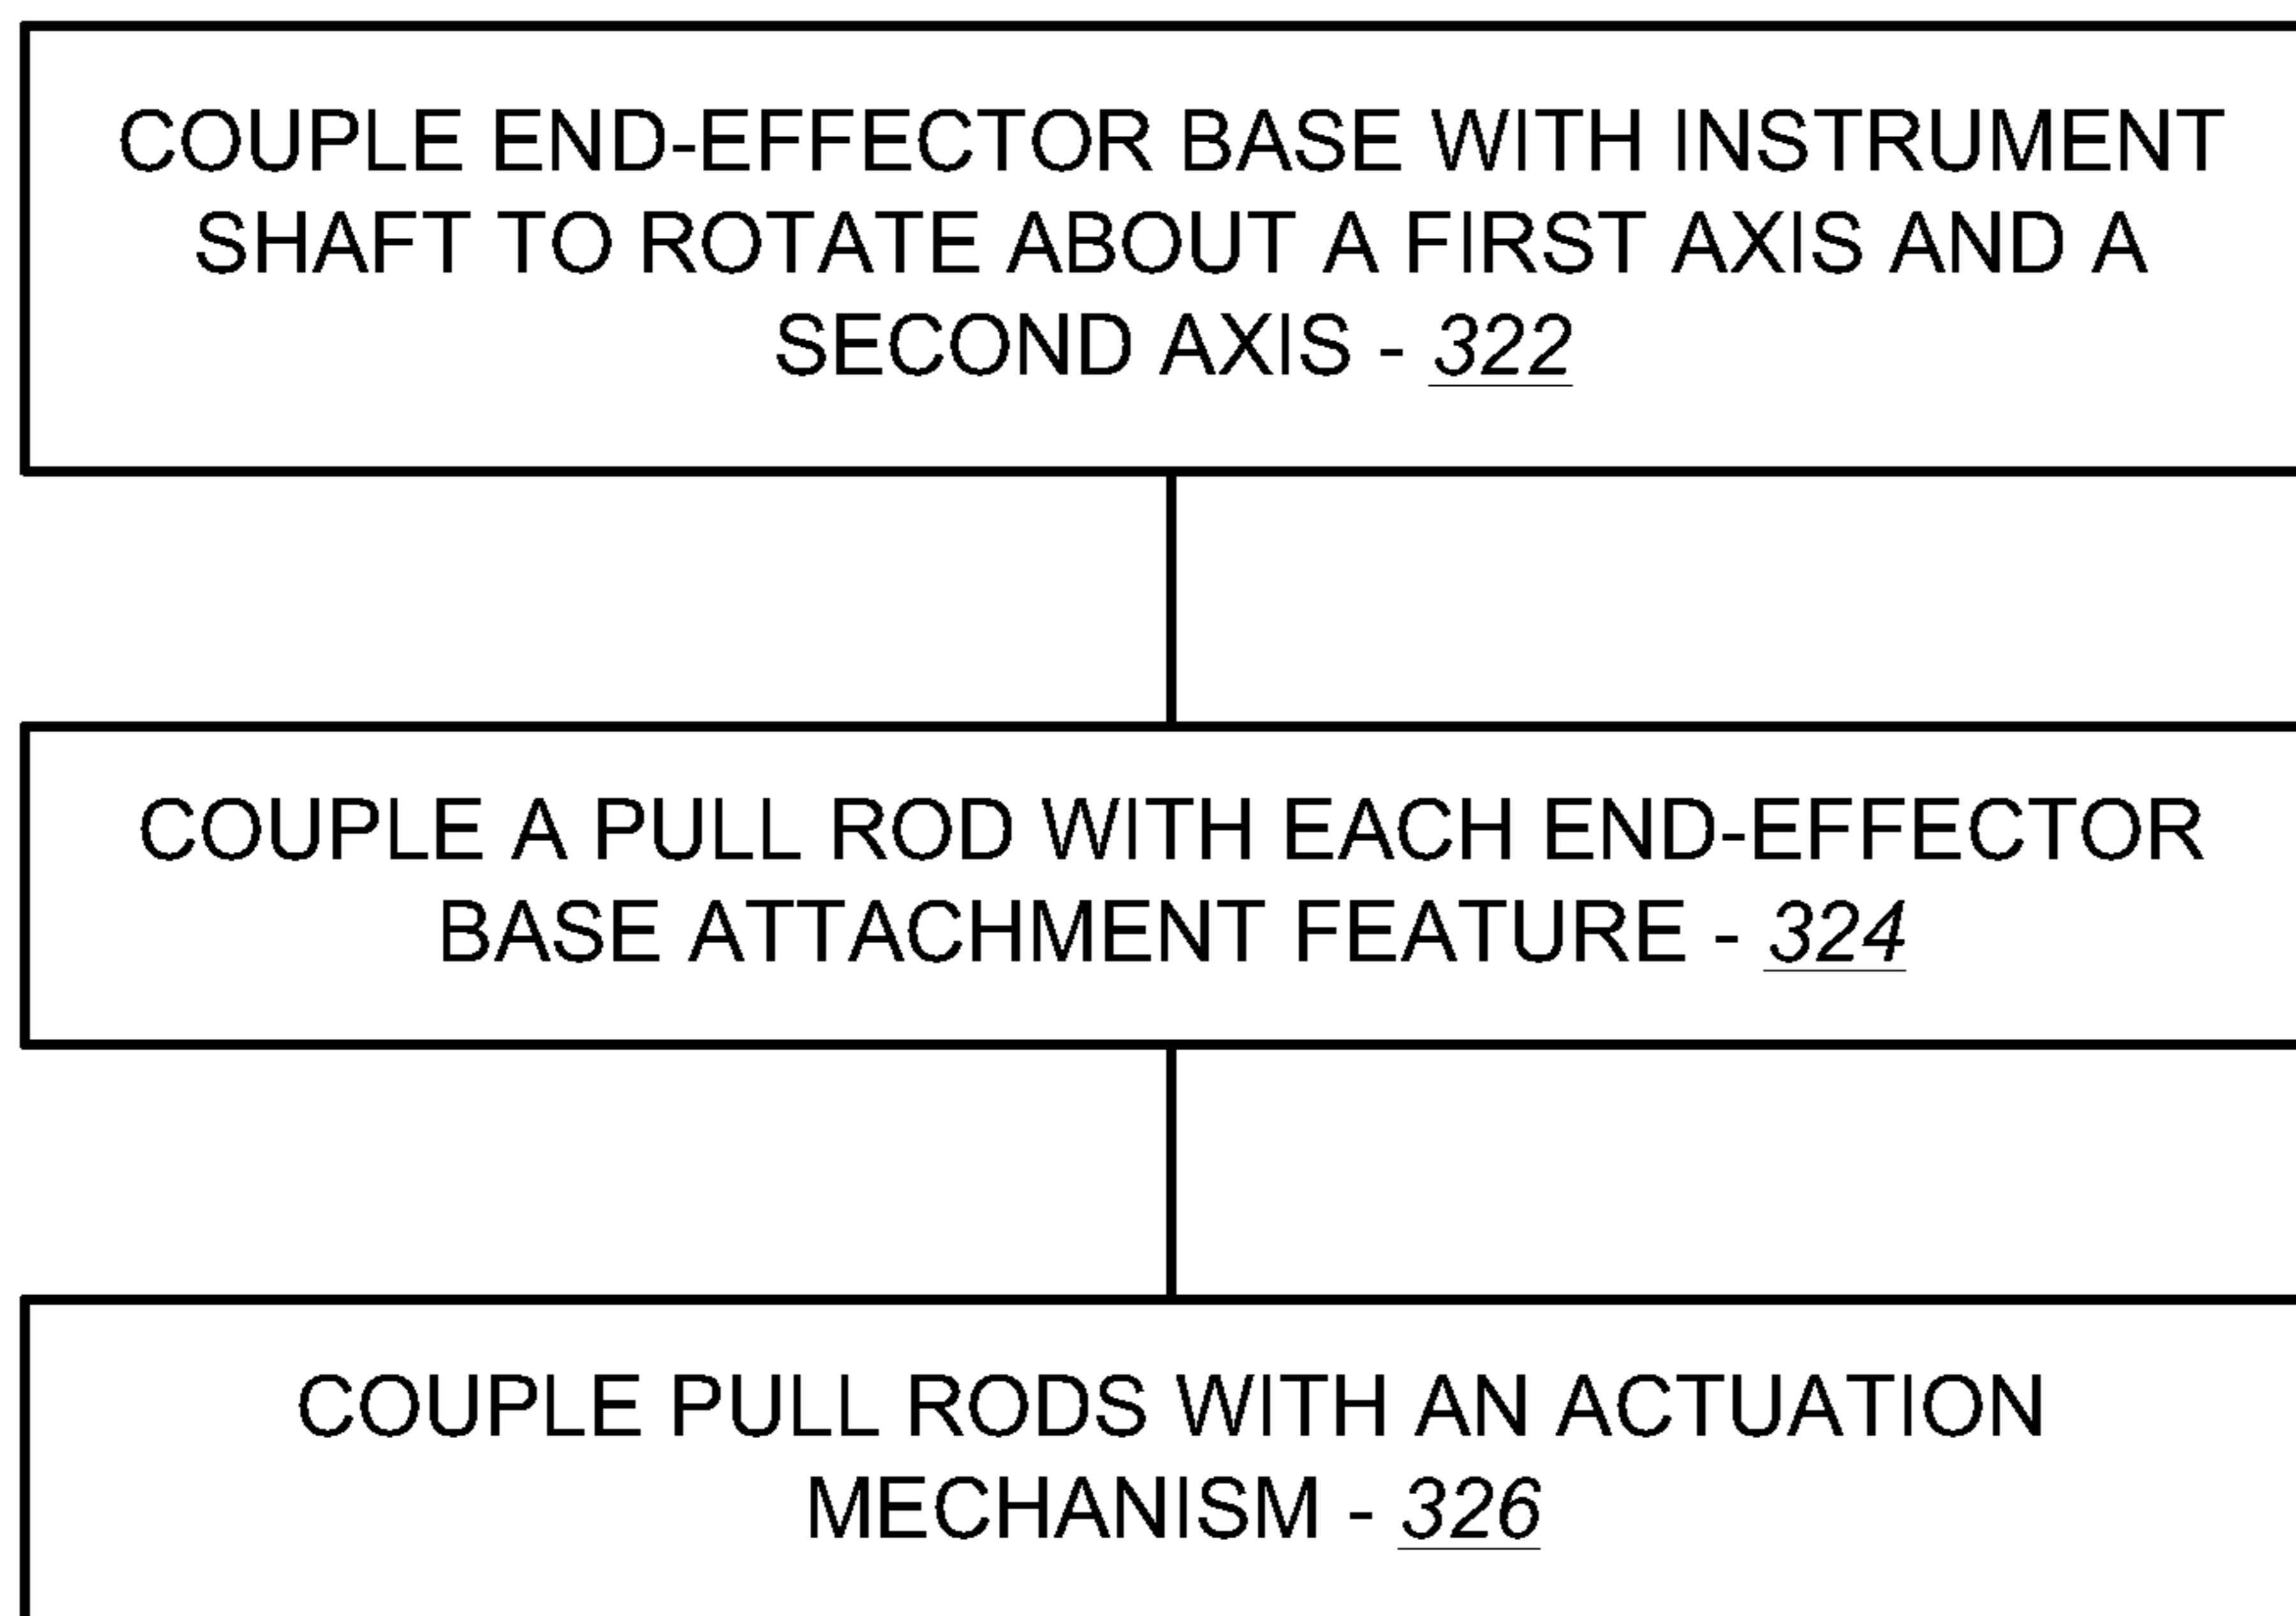 COUPLE END-EFFECTOR BASE WITH INSTRUMENT
SHAFT TO ROTATE ABOUT A FIRST AXIS AND A
SECOND AXIS - 322
COUPLE A PULL ROD WITH EACH END-EFFECTOR
BASE ATTACHMENT FEATURE - 324
COUPLE PULL RODS WITH AN ACTUATION
MECHANISM - 326